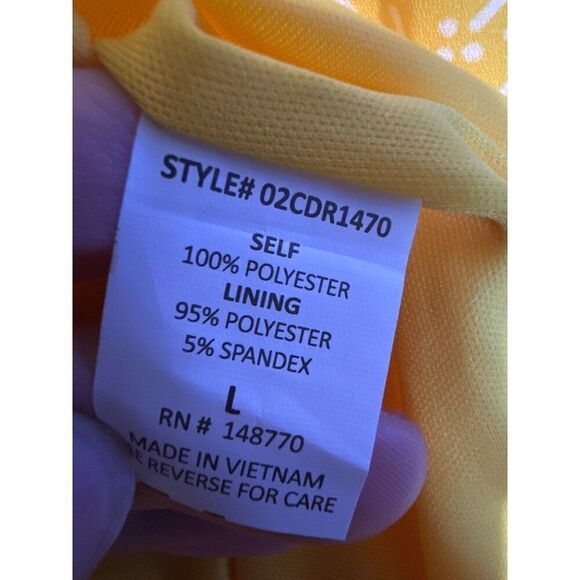 STYLE# 02CDR1470
SELF
100% POLYESTER
LINING
95% POLYESTER
5% SPANDEX
L
RN # 148770
MADE IN VIETNAM
REVERSE FOR CARE